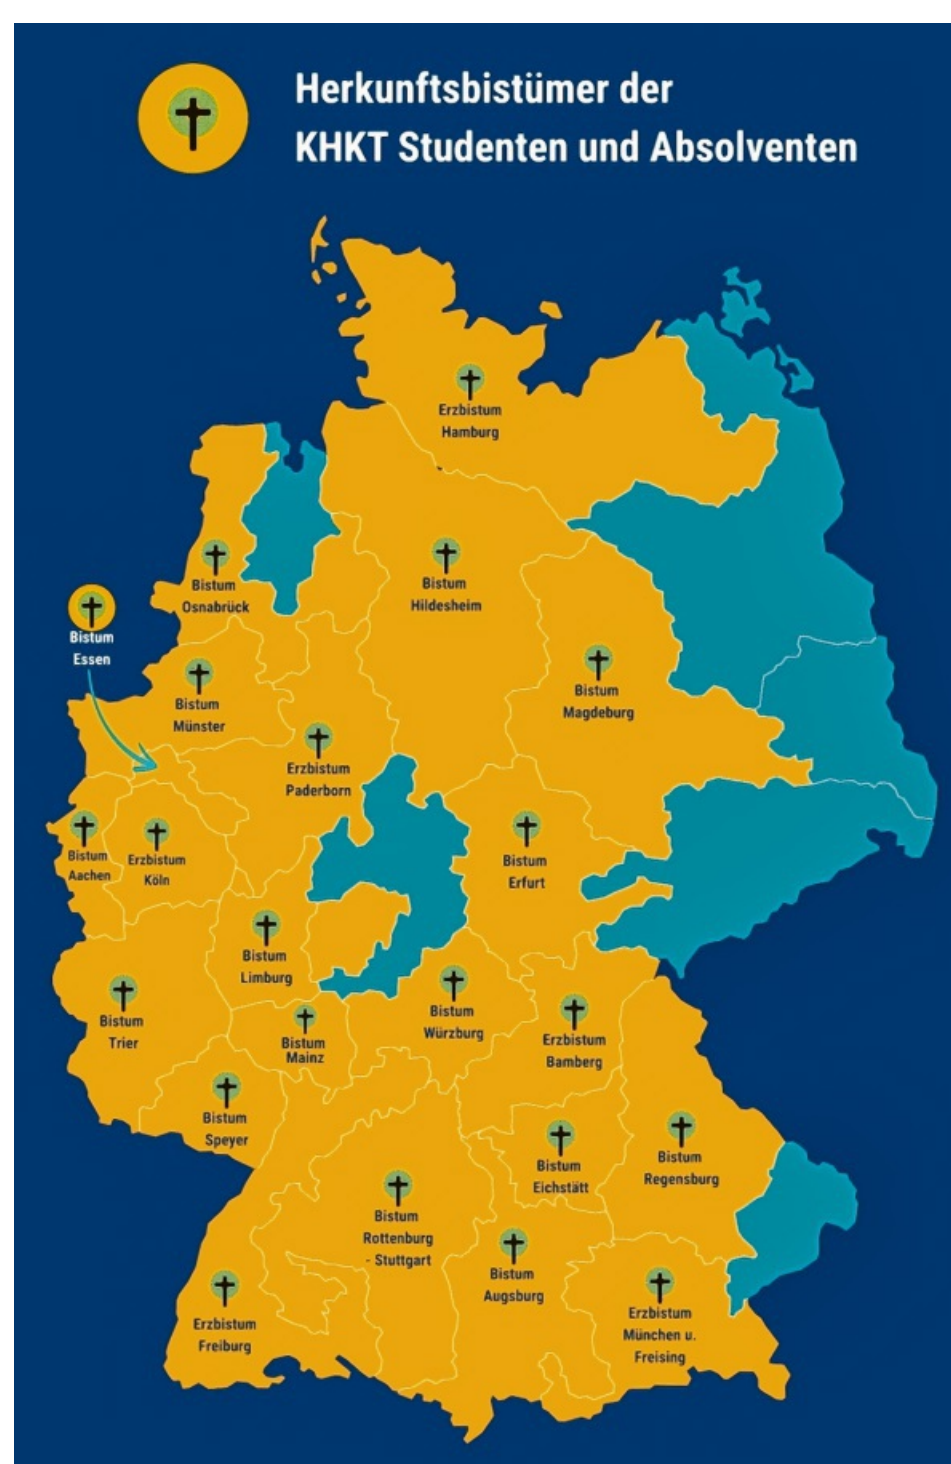 Herkunftsbistümer der
KHKT Studenten und Absolventen
Erzbistum
Hamburg
Bistum
Osnabrück
Bistum
Hildesheim
Bistum
Essen
Bistum
Münster
Bistum
Magdeburg
Erzbistum
Paderborn
Bistum
Aachen
Erzbistum
Köln
Bistum
Erfurt
Bistum
Limburg
Bistum
Trier
Bistum
Mainz
Bistum
Würzburg
Erzbistum
Bamberg
Bistum
Speyer
Bistum
Eichstätt
Bistum
Regensburg
Bistum
Rottenburg
- Stuttgart
Bistum
Augsburg
Erzbistum
Freiburg
Erzbistum
München u.
Freising